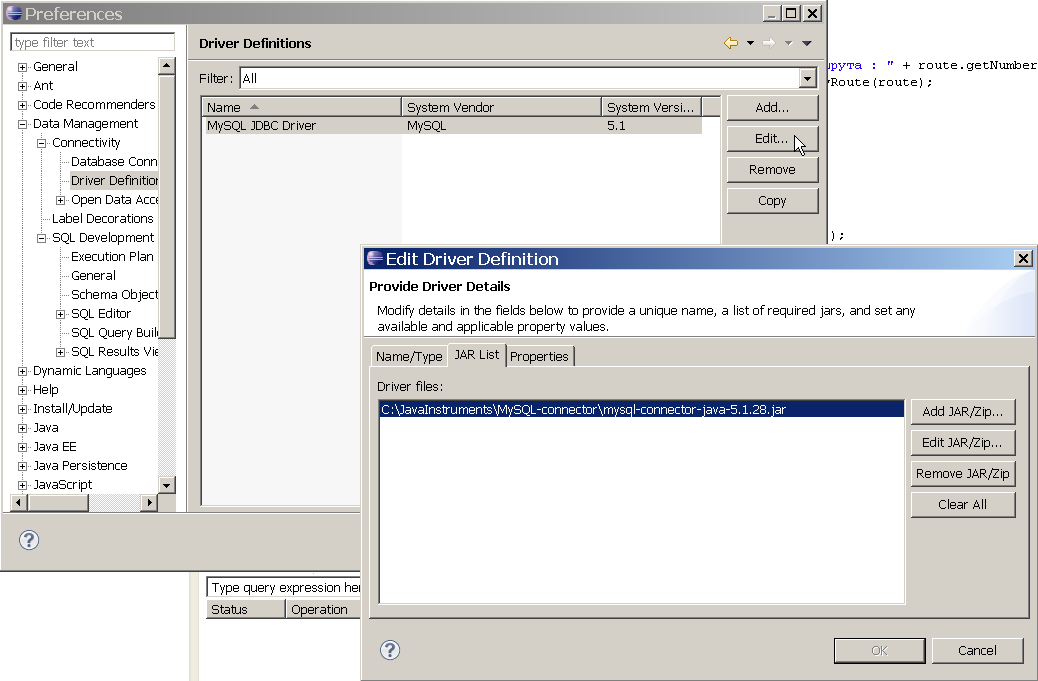 Preferences
type filter text
General
Ant
Code Recommenders
Data Management
Connectivity
Database Conn
Driver Definition
Open Data Acce
Label Decorations
SQL Development
Execution Plan
General
Schema Object
SQL Editor
SQL Query Buil
SQL Results Vie
Dynamic Languages
Help
Install/Update
Java
Java EE
Java Persistence
JavaScript
Driver Definitions
Filter: All
Name System Vendor System Versi...
MySQL JDBC Driver MySQL 5.1
Add...
Edit...
Remove
Copy
рута : " + route.getNumber
yRoute(route);
);
Edit Driver Definition
Provide Driver Details
Modify details in the fields below to provide a unique name, a list of required jars, and set any
available and applicable property values.
Name/Type JAR List Properties
Driver files:
C:\JavaInstruments\MySQL-connector\mysql-connector-java-5.1.28.jar
Add JAR/Zip...
Edit JAR/Zip...
Remove JAR/Zip
Clear All
OK Cancel
Type query expression her
Status Operation